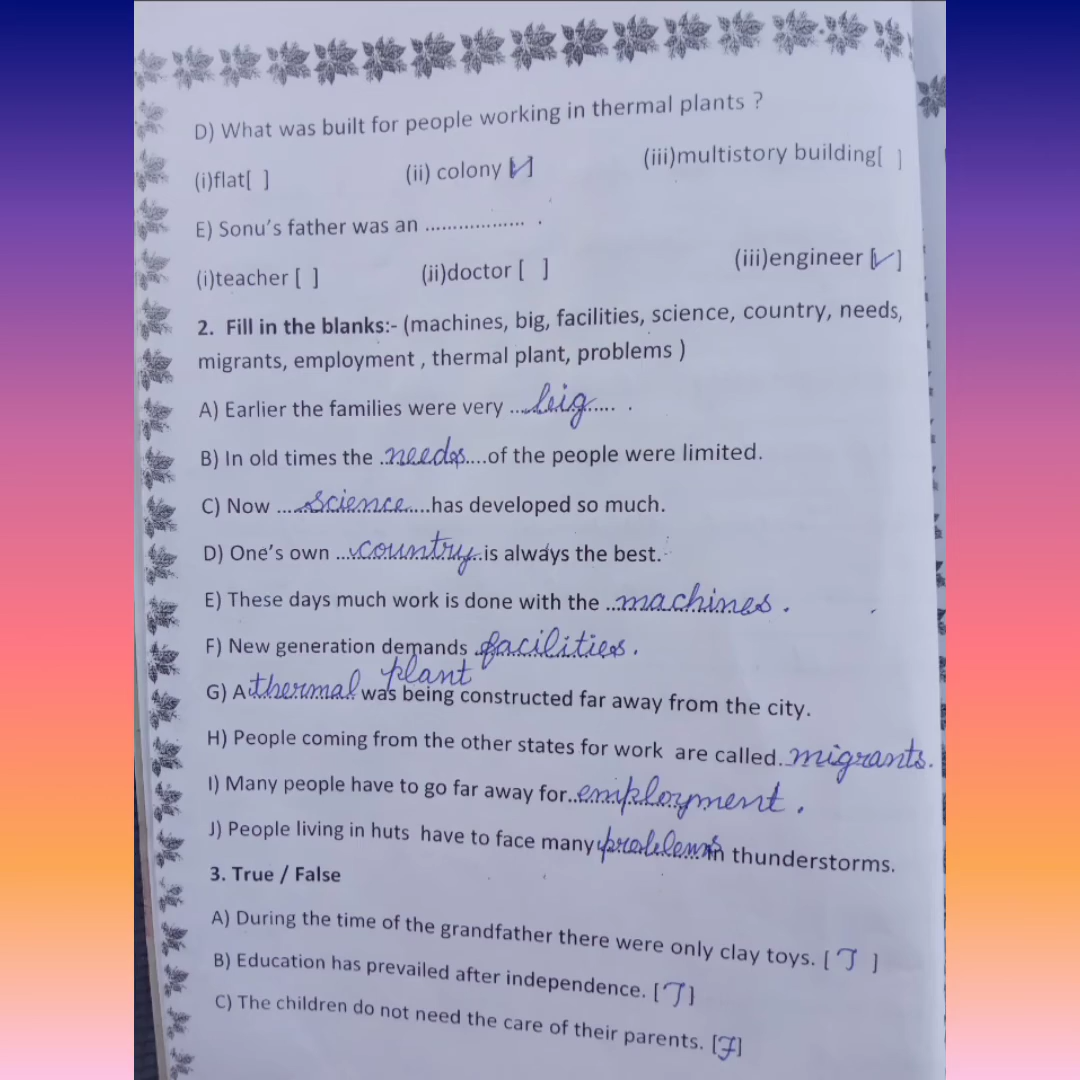 D) What was built for people working in thermal plants ?
(i)flat[ ] (ii) colony [✓] (iii)multistory building[ ]
E) Sonu's father was an .................. .
(i)teacher [ ] (ii)doctor [ ] (iii)engineer [✓]
2. Fill in the blanks:- (machines, big, facilities, science, country, needs,
migrants, employment , thermal plant, problems )
A) Earlier the families were very ...big.... .
B) In old times the .needs....of the people were limited.
C) Now ....science....has developed so much.
D) One's own ...country..is always the best.
E) These days much work is done with the ..machines.
F) New generation demands .facilities.
G) A thermal plant was being constructed far away from the city.
H) People coming from the other states for work are called..migrants.
I) Many people have to go far away for..employment.
J) People living in huts have to face many problems in thunderstorms.
3. True / False
A) During the time of the grandfather there were only clay toys. [ T ]
B) Education has prevailed after independence. [T]
C) The children do not need the care of their parents. [F]